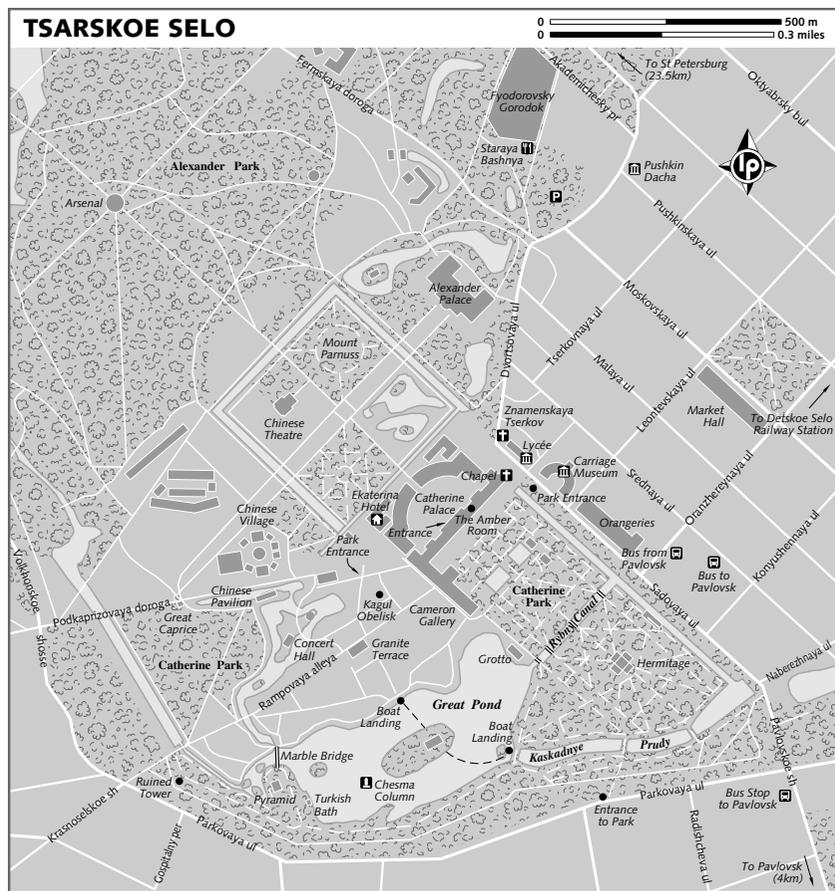 TSARSKOE SELO
0
500 m
0
0.3 miles
To St Petersburg
(23.5km)
Oktyabrsky bul
Akademichesky pr
Fermskaya doroga
Fyodorovsky
Gorodok
Staraya
Bashnya
lp
Pushkin
Dacha
P
Alexander Park
Arsenal
Pushkinskaya ul
Alexander
Palace
Moskovskaya ul
Dvortsovaya ul
Tserkovnaya ul
Mount
Parnuss
Malaya ul
Leontevskaya ul
Market
Hall
To Detskoe Selo
Railway Station
Chinese
Theatre
Znamenskaya
Tserkov
Lycée
Carriage
Museum
Chapel
Srednaya ul
Oranzhereynaya ul
Park Entrance
Ekaterina
Hotel
Catherine
Palace
Entrance
The Amber
Room
Orangeries
Chinese
Village
Park
Entrance
Bus from
Pavlovsk
Bus to
Pavlovsk
Konyushennaya ul
Volkhonskoe
shosse
Chinese
Pavilion
Podkaprizovaya doroga
Great
Caprice
Kagul
Obelisk
Cameron
Gallery
Catherine
Park
Sadovaya ul
Rybny Canal
Concert
Hall
Granite
Terrace
Catherine Park
Rampovaya alleya
Grotto
Hermitage
Naberezhnaya ul
Great Pond
Boat
Landing
Boat
Landing
Kaskadnye
Prudy
Pavlovskoe sh
Marble Bridge
Ruined
Tower
Pyramid
Turkish
Bath
Chesma
Column
Entrance
to Park
Parkovaya ul
Bus Stop
to Pavlovsk
Krasnoselskoe sh
Gospitalny per
Parkovaya ul
Radishcheva ul
To Pavlovsk
(4km)